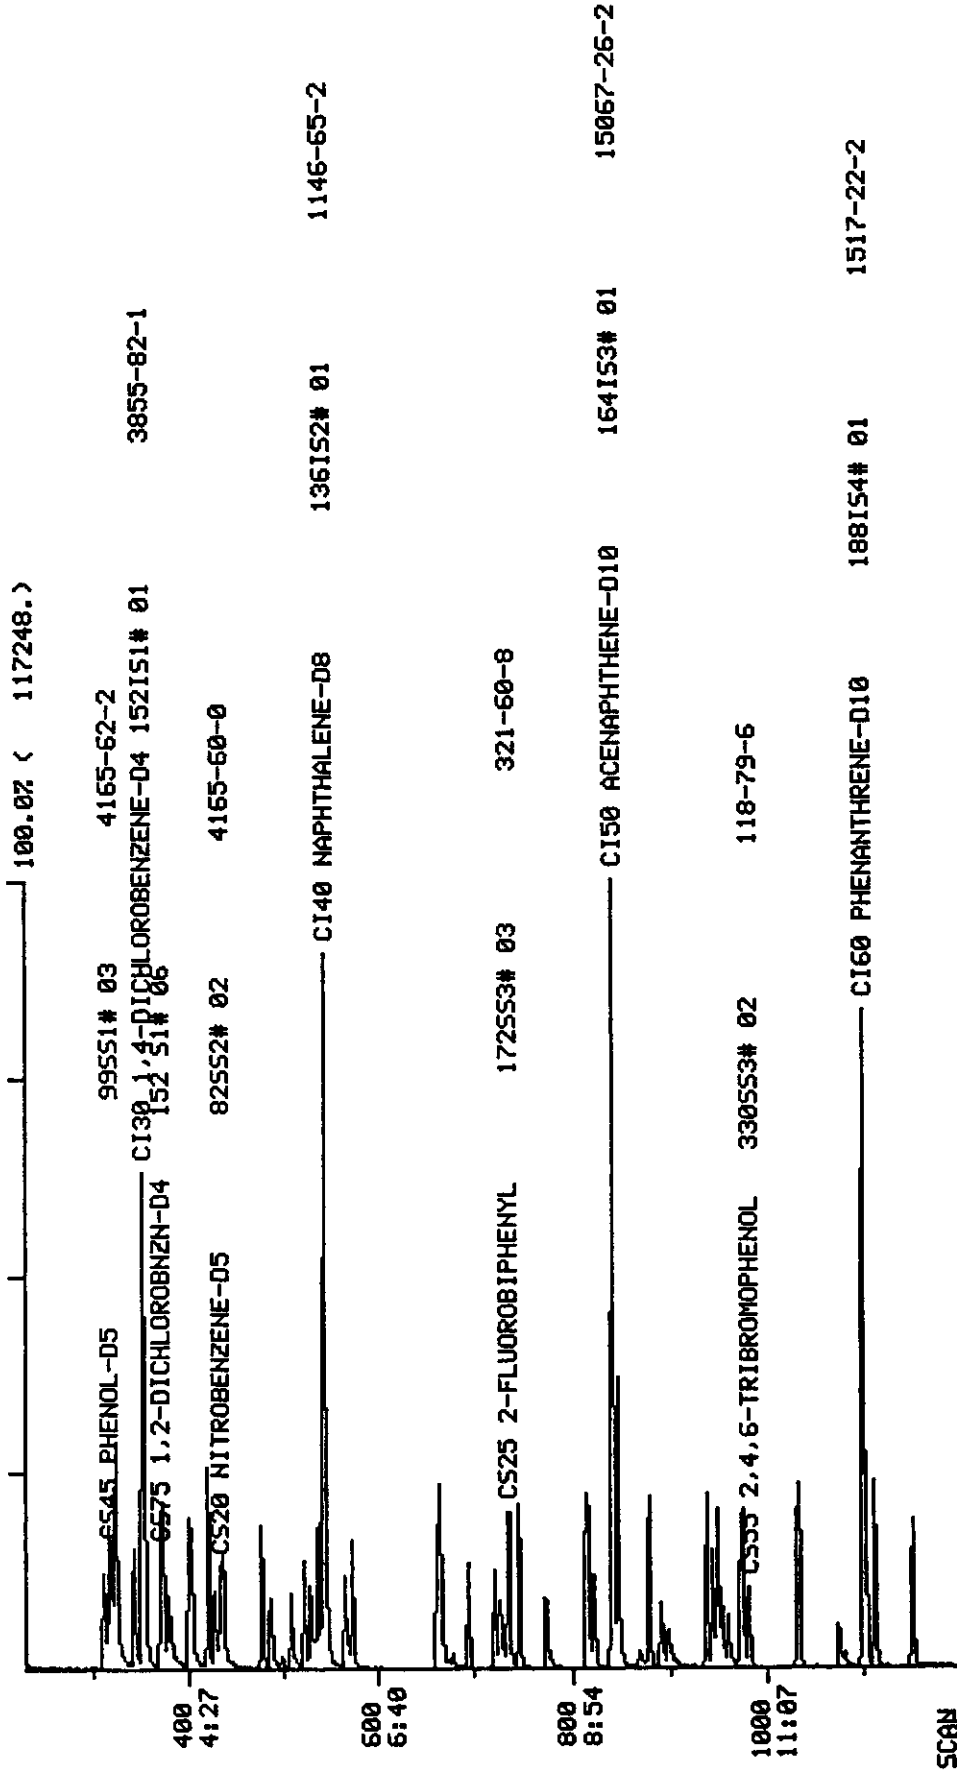 100.0% ( 117248.)
CS45 PHENOL-D5 99SS1# 03 4165-62-2
CI30 1,4-DICHLOROBENZENE-D4 152IS1# 01 3855-82-1
CS75 1,2-DICHLOROBNZN-D4 152 S1# 06
CS20 NITROBENZENE-D5 82SS2# 02 4165-60-0
CI40 NAPHTHALENE-D8 136IS2# 01 1146-65-2
CS25 2-FLUOROBIPHENYL 172SS3# 03 321-60-8
CI50 ACENAPHTHENE-D10 164IS3# 01 15067-26-2
CS55 2,4,6-TRIBROMOPHENOL 330SS3# 02 118-79-6
CI60 PHENANTHRENE-D10 188IS4# 01 1517-22-2
400
4:27
600
6:40
800
8:54
1000
11:07
SCAN